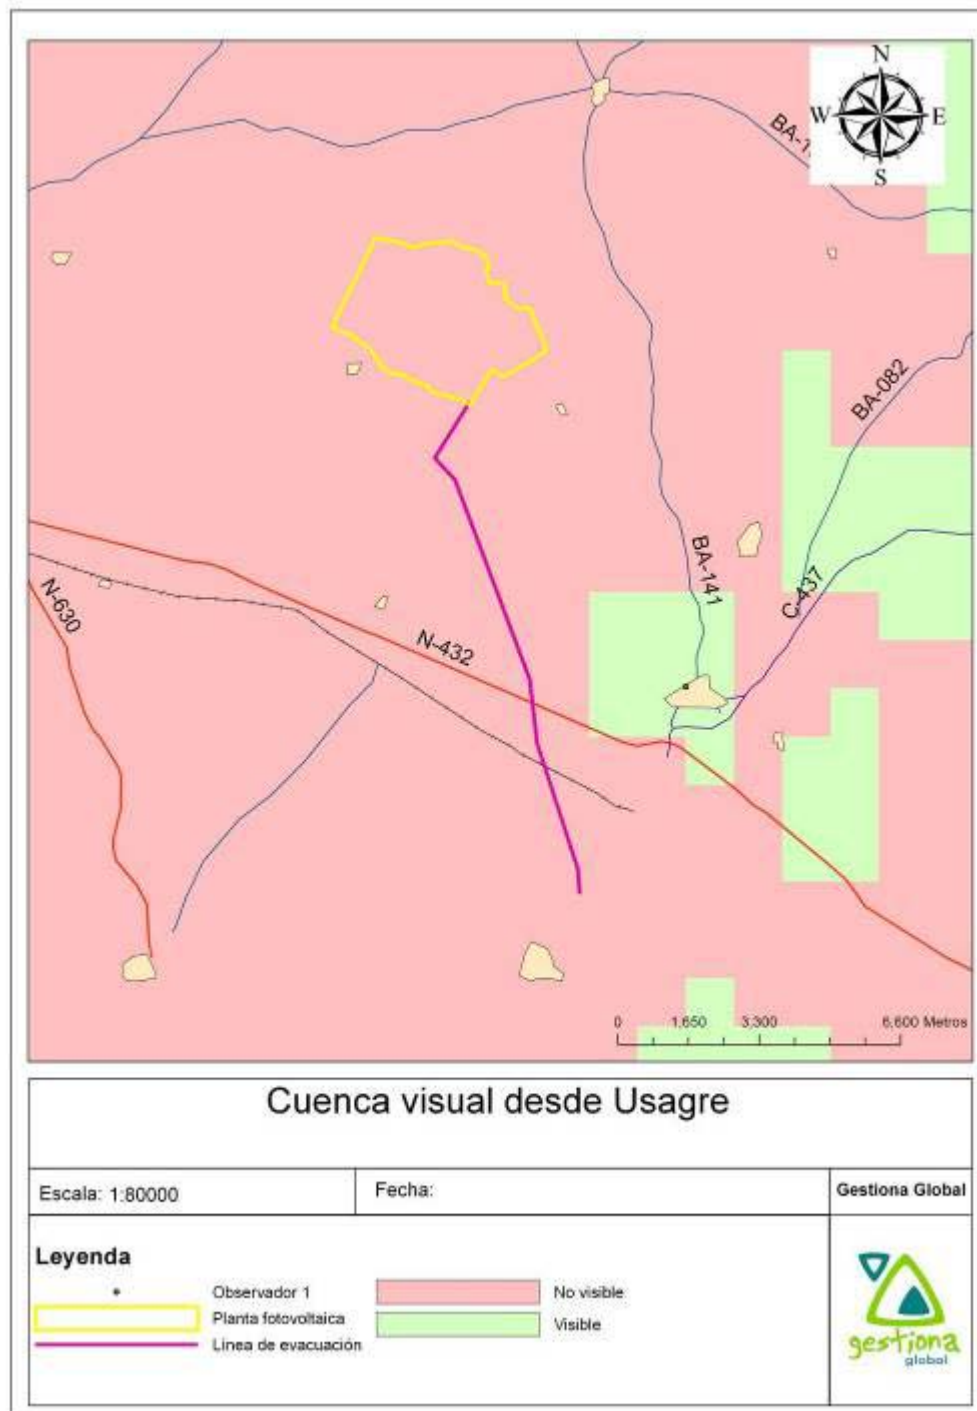 N
W E
S
BA-082
BA-141
C-437
N-630
N-432
0 1,650 3,300 6,600 Metros
Cuenca visual desde Usagre
Escala: 1:80000
Fecha:
Gestiona Global
Leyenda
Observador 1
Planta fotovoltaica
Línea de evacuación
No visible
Visible
gestiona
global